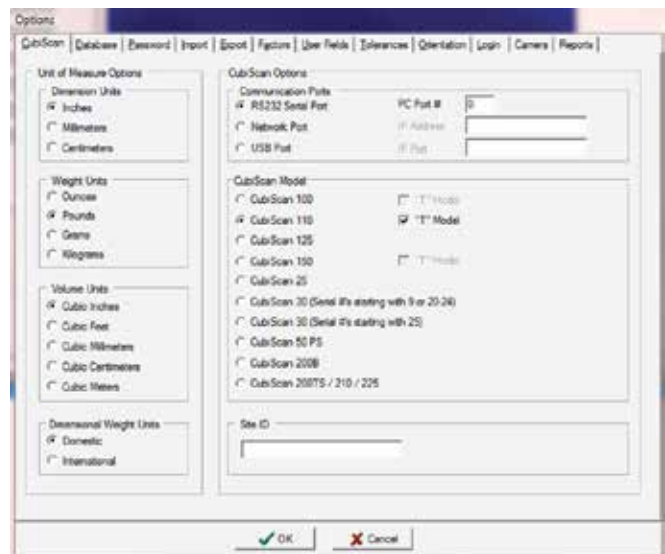 Options
CubiScan Database Password Import Export Factors User Fields Tolerances Orientation Login Camera Reports
Unit of Measure Options
Dimension Units
Inches
Millimeters
Centimeters
Weight Units
Ounces
Pounds
Grams
Kilograms
Volume Units
Cubic Inches
Cubic Feet
Cubic Millimeters
Cubic Centimeters
Cubic Meters
Dimensional Weight Units
Domestic
International
CubiScan Options
Communication Ports
RS232 Serial Port PC Port # 0
Network Port IP Address
USB Port IP Port
CubiScan Model
CubiScan 100 "T" Model
CubiScan 110 "T" Model
CubiScan 125
CubiScan 150 "T" Model
CubiScan 25
CubiScan 30 (Serial #'s starting with 9 or 20-24)
CubiScan 30 (Serial #'s starting with 25)
CubiScan 50 PS
CubiScan 200B
CubiScan 200TS / 210 / 225
Site ID
OK Cancel